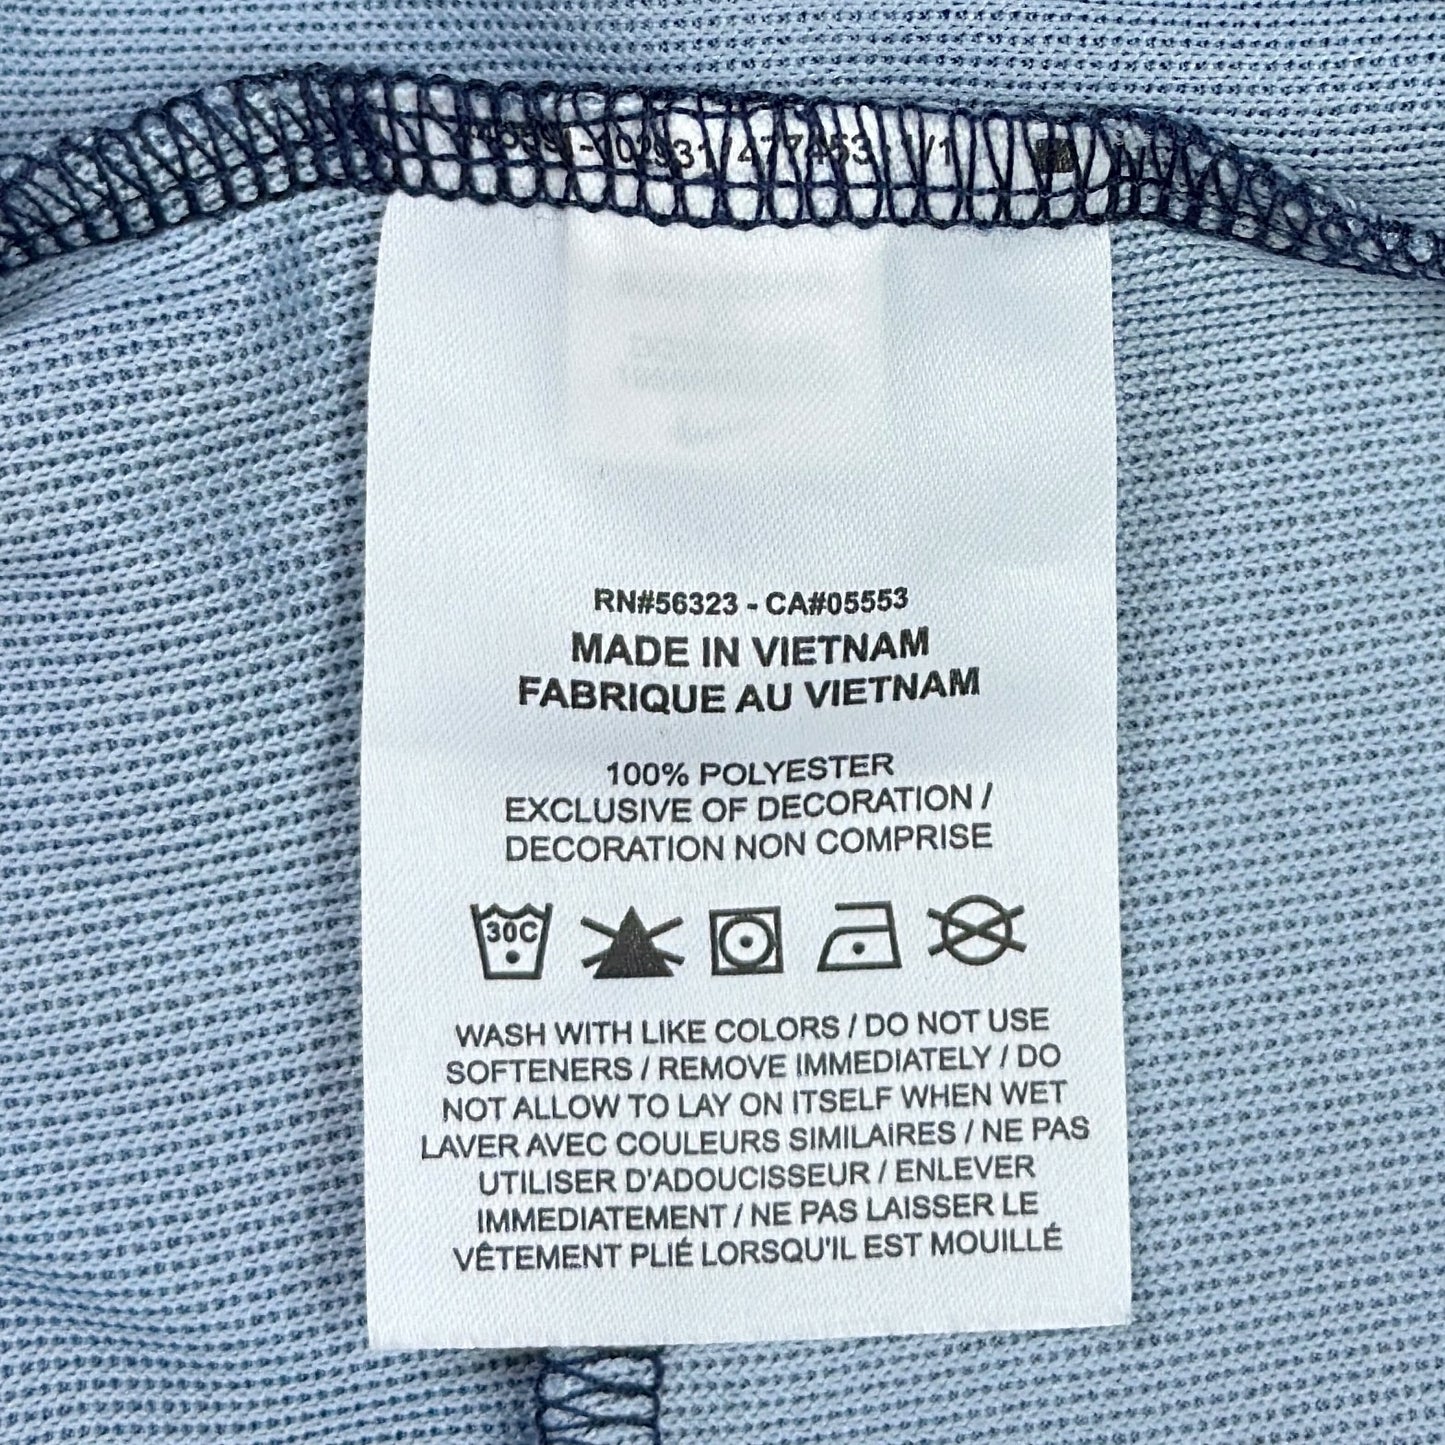 RN#56323 - CA#05553
MADE IN VIETNAM
FABRIQUE AU VIETNAM
100% POLYESTER
EXCLUSIVE OF DECORATION /
DECORATION NON COMPRISE
30C
WASH WITH LIKE COLORS / DO NOT USE
SOFTENERS / REMOVE IMMEDIATELY / DO
NOT ALLOW TO LAY ON ITSELF WHEN WET
LAVER AVEC COULEURS SIMILAIRES / NE PAS
UTILISER D'ADOUCISSEUR / ENLEVER
IMMEDIATEMENT / NE PAS LAISSER LE
VÊTEMENT PLIÉ LORSQU'IL EST MOUILLÉ